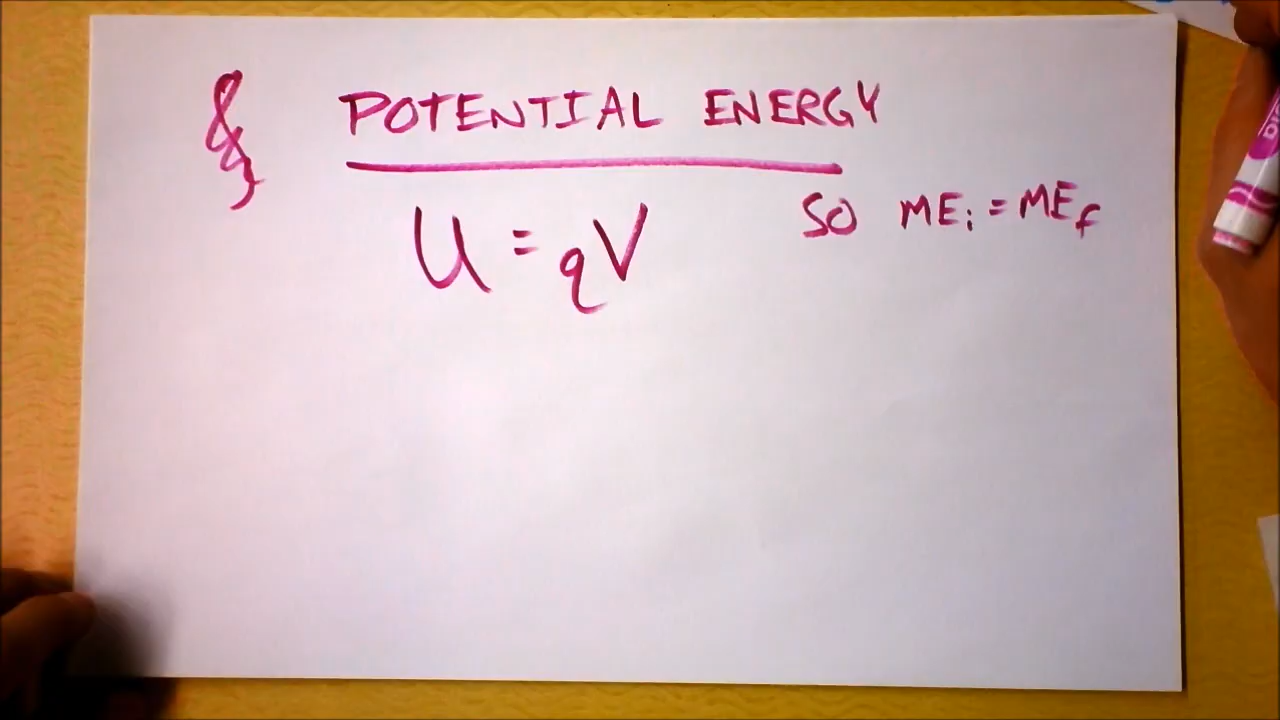 § POTENTIAL ENERGY
U = qV
SO MEi = MEf